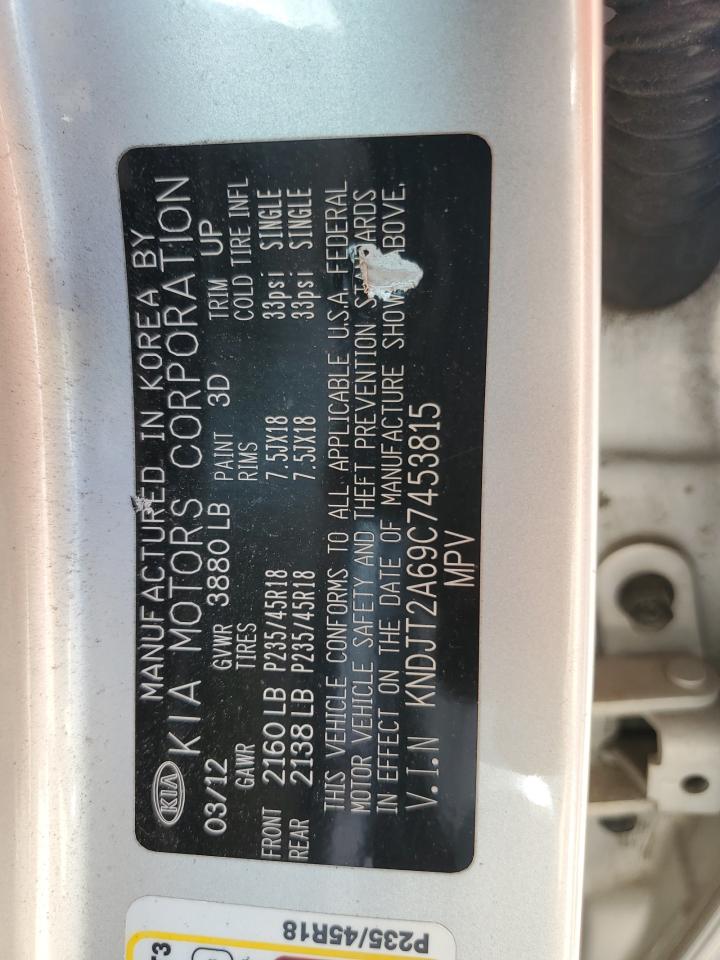 MANUFACTURED IN KOREA BY
KIA KIA MOTORS CORPORATION
03/12 GVWR 3880 LB PAINT 3D TRIM UP
GAWR TIRES RIMS COLD TIRE INFL
FRONT 2160 LB P235/45R18 7.5JX18 33psi SINGLE
REAR 2138 LB P235/45R18 7.5JX18 33psi SINGLE
THIS VEHICLE CONFORMS TO ALL APPLICABLE U.S.A. FEDERAL
MOTOR VEHICLE SAFETY AND THEFT PREVENTION
IN EFFECT ON THE DATE OF MANUFACTURE
V.I.N KNDJT2A69C7453815
MPV
P235/45R18